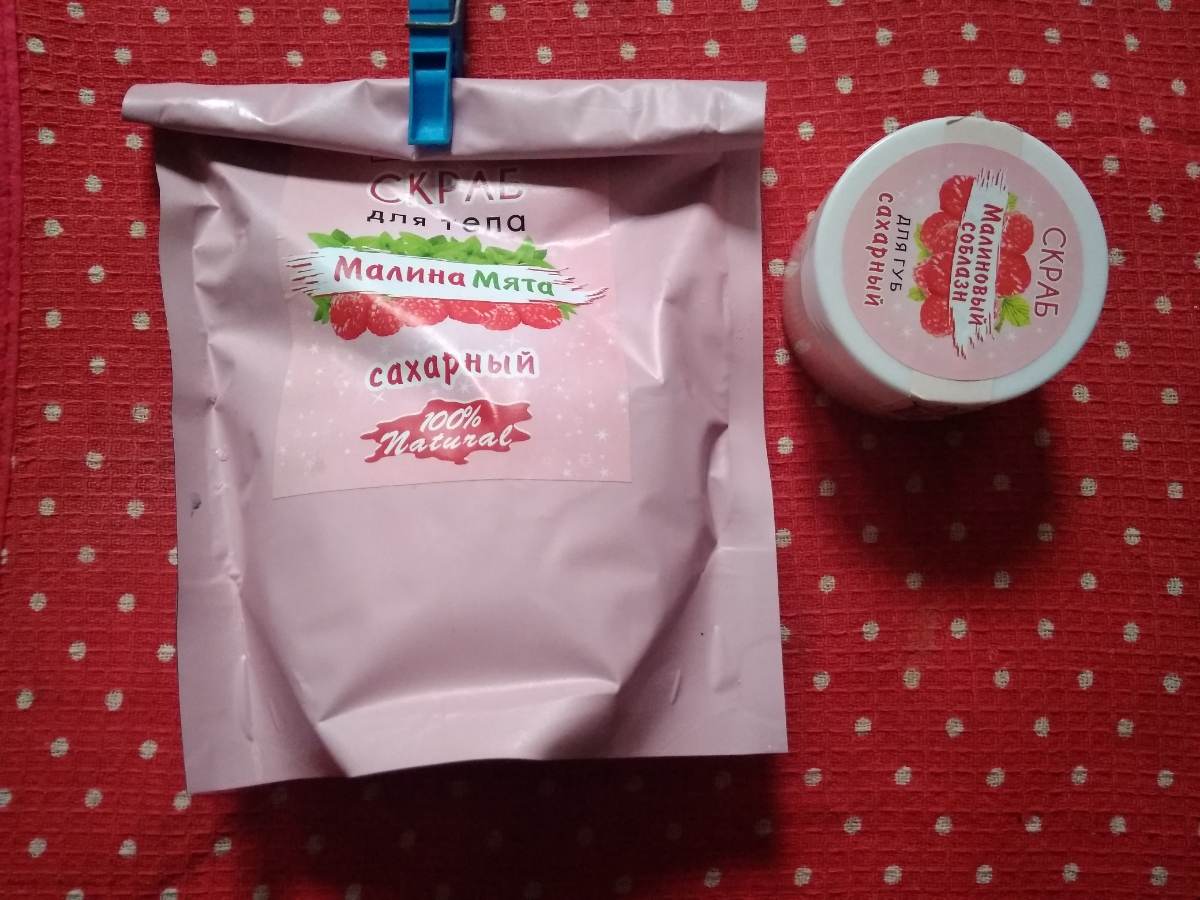 СКРАБ
для тела
Малина Мята
сахарный
100%
Natural
СКРАБ
Малиновый
соблазн
для губ
сахарный